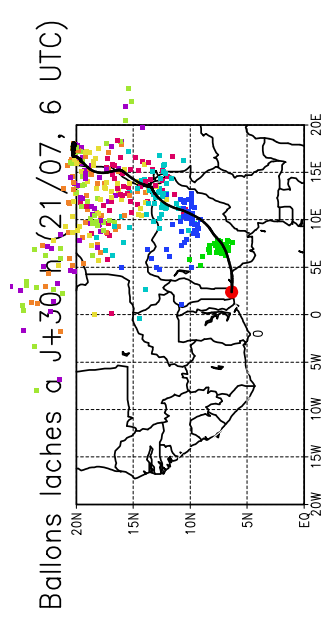 Ballons laches a J+30h (21/07, 6 UTC)
20N
15N
10N
5N
EQ
20W
15W
10W
5W
0
5E
10E
15E
20E
0